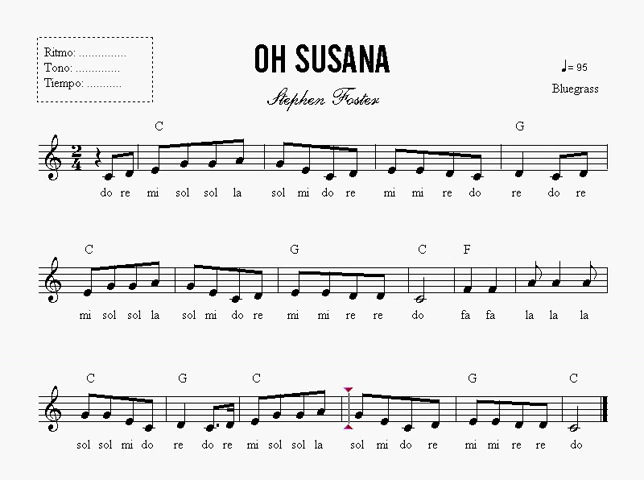 Ritmo: ...............
Tono: ..............
Tiempo: ...........
OH SUSANA
Stephen Foster
♩= 95
Bluegrass
C G
2
4
do re mi sol sol la sol mi do re mi mi re do re do re
C G C F
mi sol sol la sol mi do re mi mi re re do fa fa la la la
C G C G C
sol sol mi do re do re mi sol sol la sol mi do re mi mi re re do